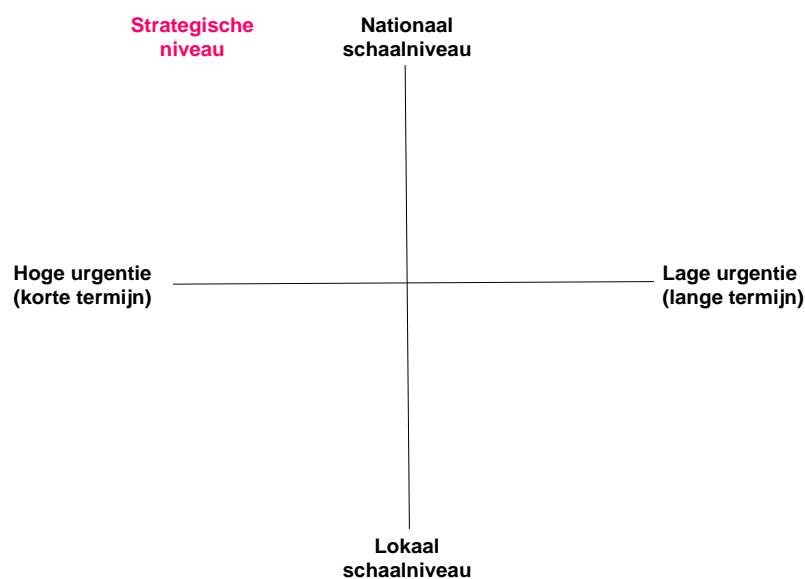 Strategische
niveau
Nationaal
schaalniveau
Hoge urgentie
(korte termijn)
Lage urgentie
(lange termijn)
Lokaal
schaalniveau